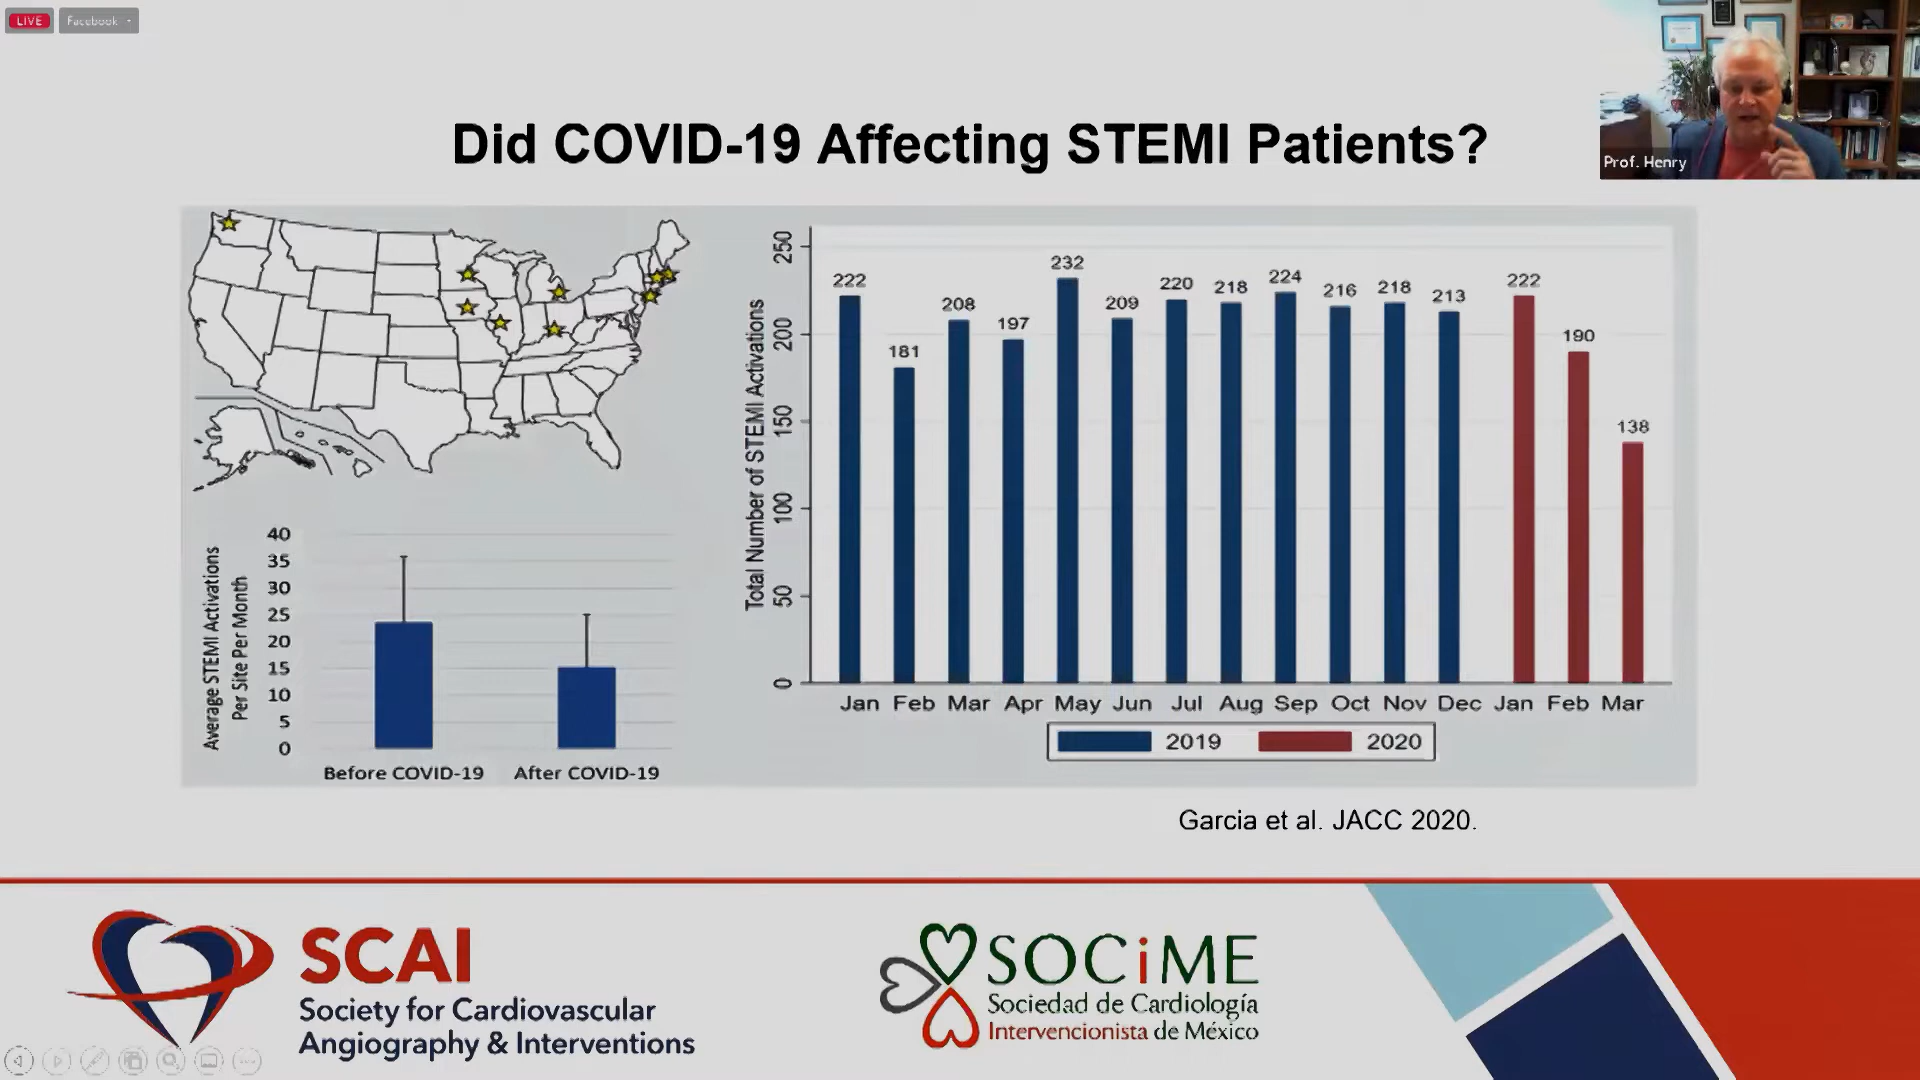 LIVE
Facebook
Did COVID-19 Affecting STEMI Patients?
Prof. Henry
Average STEMI Activations
Per Site Per Month
40
35
30
25
20
15
10
5
0
Before COVID-19 After COVID-19
Total Number of STEMI Activations
250
200
150
100
50
0
222 181 208 197 232 209 220 218 224 216 218 213 222 190 138
Jan Feb Mar Apr May Jun Jul Aug Sep Oct Nov Dec Jan Feb Mar
2019 2020
Garcia et al. JACC 2020.
SCAI
Society for Cardiovascular
Angiography & Interventions
SOCiME
Sociedad de Cardiología
Intervencionista de México